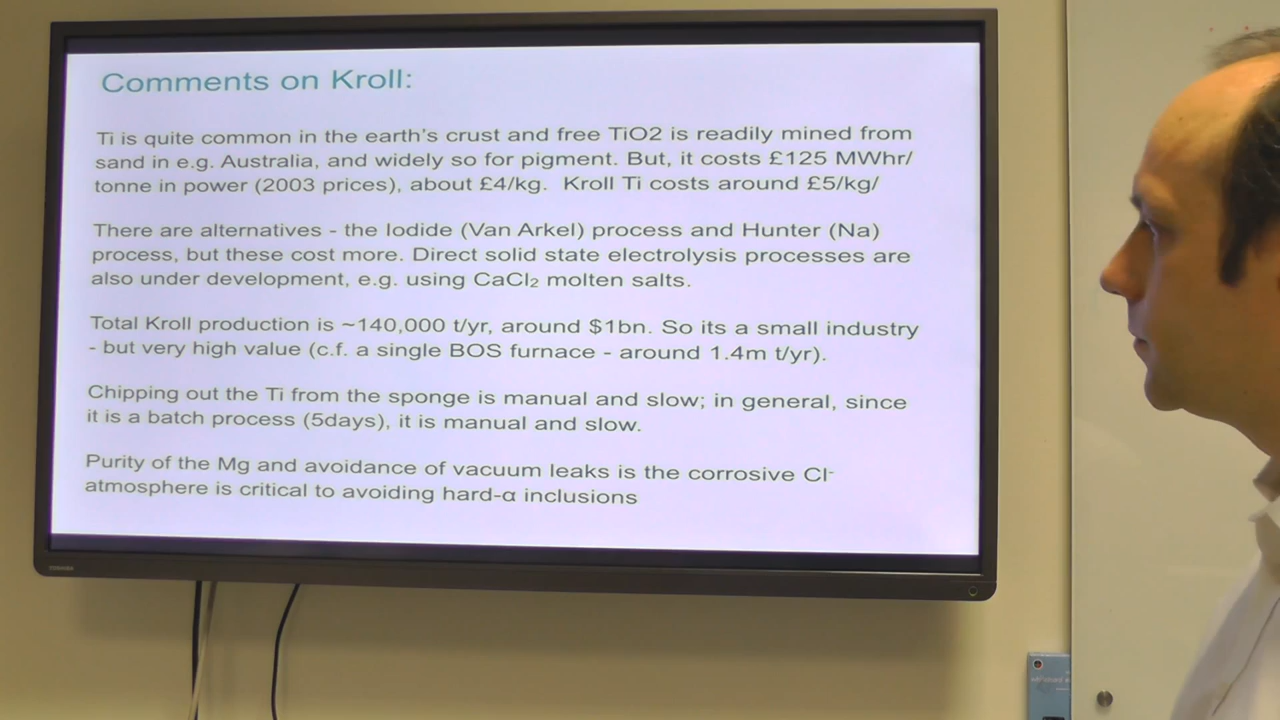 Comments on Kroll:
Ti is quite common in the earth's crust and free TiO2 is readily mined from
sand in e.g. Australia, and widely so for pigment. But, it costs £125 MWhr/
tonne in power (2003 prices), about £4/kg. Kroll Ti costs around £5/kg/
There are alternatives - the Iodide (Van Arkel) process and Hunter (Na)
process, but these cost more. Direct solid state electrolysis processes are
also under development, e.g. using CaCl₂ molten salts.
Total Kroll production is ~140,000 t/yr, around $1bn. So its a small industry
- but very high value (c.f. a single BOS furnace - around 1.4m t/yr).
Chipping out the Ti from the sponge is manual and slow; in general, since
it is a batch process (5days), it is manual and slow.
Purity of the Mg and avoidance of vacuum leaks is the corrosive Cl⁻
atmosphere is critical to avoiding hard-α inclusions
TOSHIBA